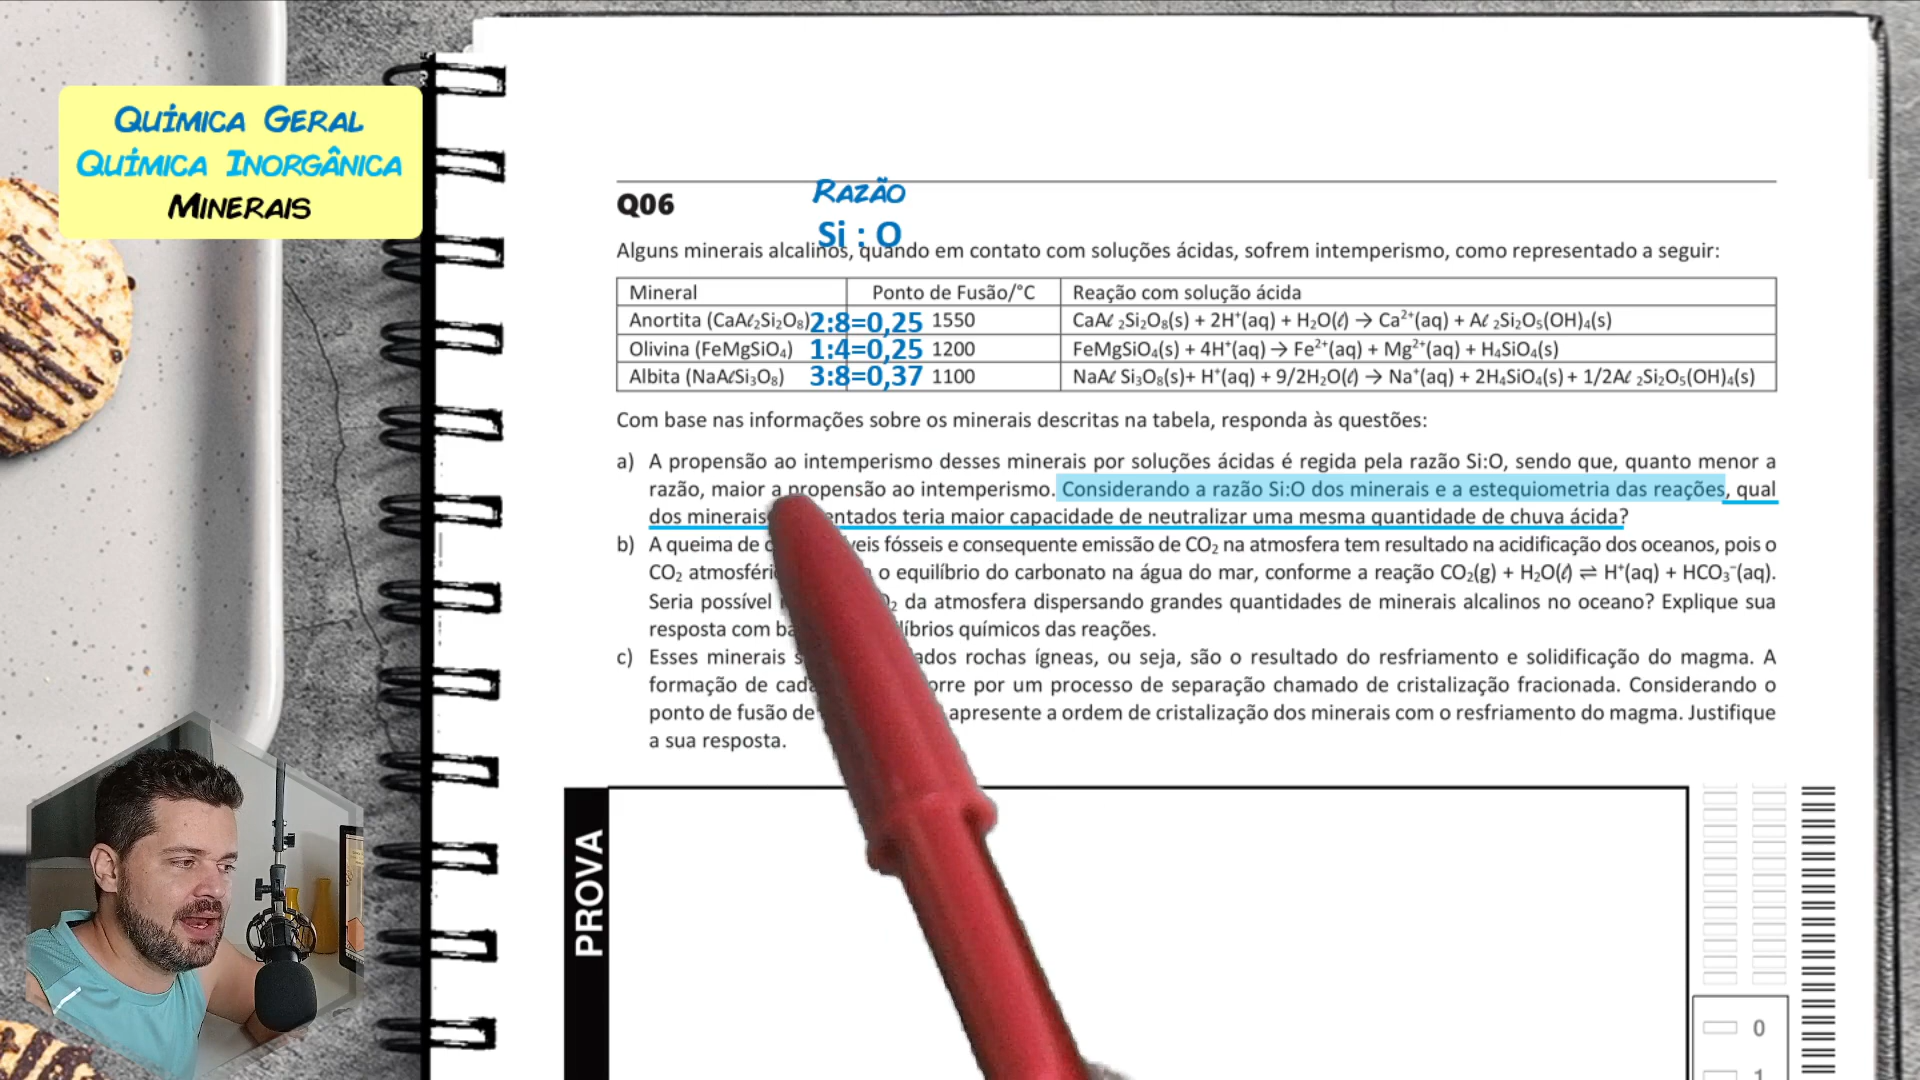 QUÍMICA GERAL
QUÍMICA INORGÂNICA
MINERAIS
RAZÃO
Q06
Si : O
Alguns minerais alcalinos, quando em contato com soluções ácidas, sofrem intemperismo, como representado a seguir:
Mineral Ponto de Fusão/°C Reação com solução ácida
Anortita (CaAℓ₂Si₂O₈) 2:8=0,25 1550 CaAℓ ₂Si₂O₈(s) + 2H⁺(aq) + H₂O(ℓ) → Ca²⁺(aq) + Aℓ ₂Si₂O₅(OH)₄(s)
Olivina (FeMgSiO₄) 1:4=0,25 1200 FeMgSiO₄(s) + 4H⁺(aq) → Fe²⁺(aq) + Mg²⁺(aq) + H₄SiO₄(s)
Albita (NaAℓSi₃O₈) 3:8=0,37 1100 NaAℓ Si₃O₈(s)+ H⁺(aq) + 9/2H₂O(ℓ) → Na⁺(aq) + 2H₄SiO₄(s) + 1/2Aℓ ₂Si₂O₅(OH)₄(s)
Com base nas informações sobre os minerais descritas na tabela, responda às questões:
a) A propensão ao intemperismo desses minerais por soluções ácidas é regida pela razão Si:O, sendo que, quanto menor a
razão, maior a propensão ao intemperismo. Considerando a razão Si:O dos minerais e a estequiometria das reações, qual
dos minerais entados teria maior capacidade de neutralizar uma mesma quantidade de chuva ácida?
b) A queima de veis fósseis e consequente emissão de CO₂ na atmosfera tem resultado na acidificação dos oceanos, pois o
CO₂ atmosféri o equilíbrio do carbonato na água do mar, conforme a reação CO₂(g) + H₂O(ℓ) ⇌ H⁺(aq) + HCO₃⁻(aq).
Seria possível da atmosfera dispersando grandes quantidades de minerais alcalinos no oceano? Explique sua
resposta com ba líbrios químicos das reações.
c) Esses minerais ados rochas ígneas, ou seja, são o resultado do resfriamento e solidificação do magma. A
formação de cada orre por um processo de separação chamado de cristalização fracionada. Considerando o
ponto de fusão de apresente a ordem de cristalização dos minerais com o resfriamento do magma. Justifique
a sua resposta.
PROVA
0
1